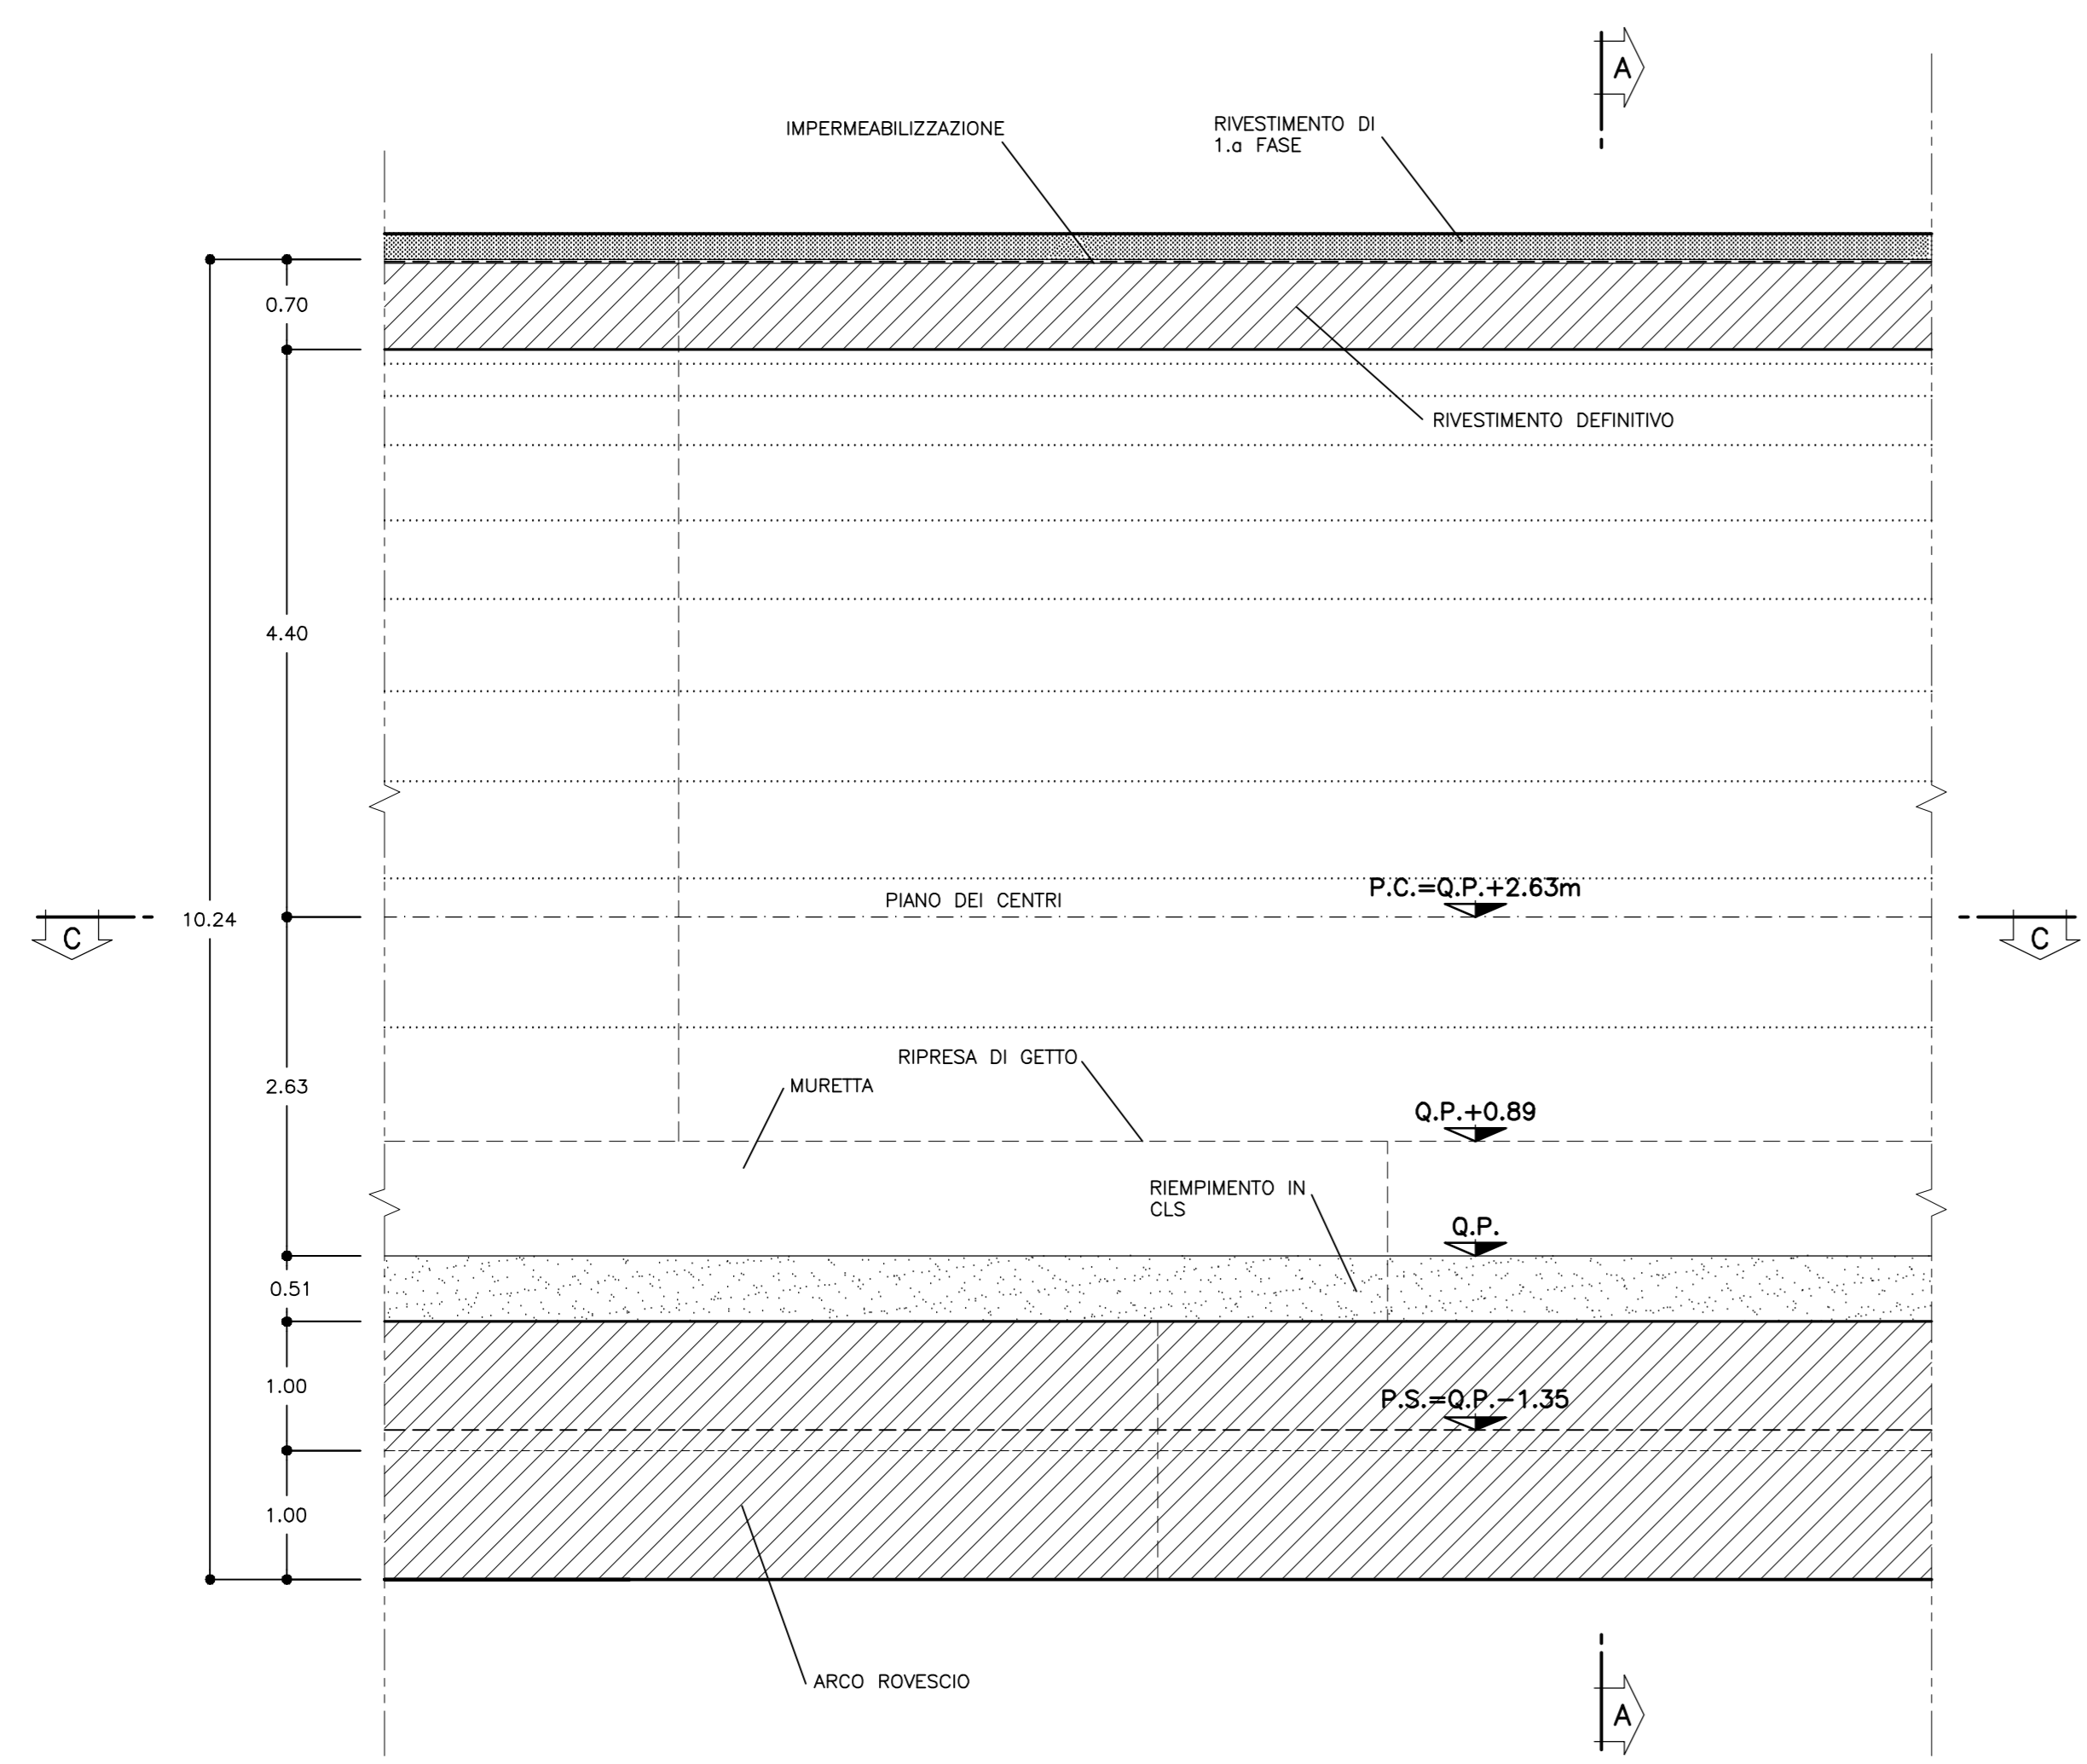 A
IMPERMEABILIZZAZIONE
RIVESTIMENTO DI
1.a FASE
0.70
RIVESTIMENTO DEFINITIVO
4.40
PIANO DEI CENTRI
P.C.=Q.P.+2.63m
C
10.24
C
RIPRESA DI GETTO
MURETTA
2.63
Q.P.+0.89
RIEMPIMENTO IN
CLS
Q.P.
0.51
1.00
P.S.=Q.P.-1.35
1.00
ARCO ROVESCIO
A